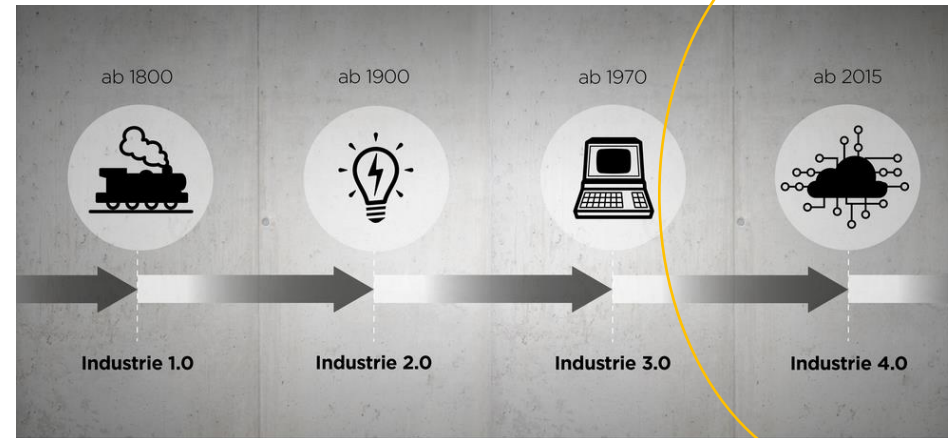 ab 1800
ab 1900
ab 1970
ab 2015
Industrie 1.0
Industrie 2.0
Industrie 3.0
Industrie 4.0